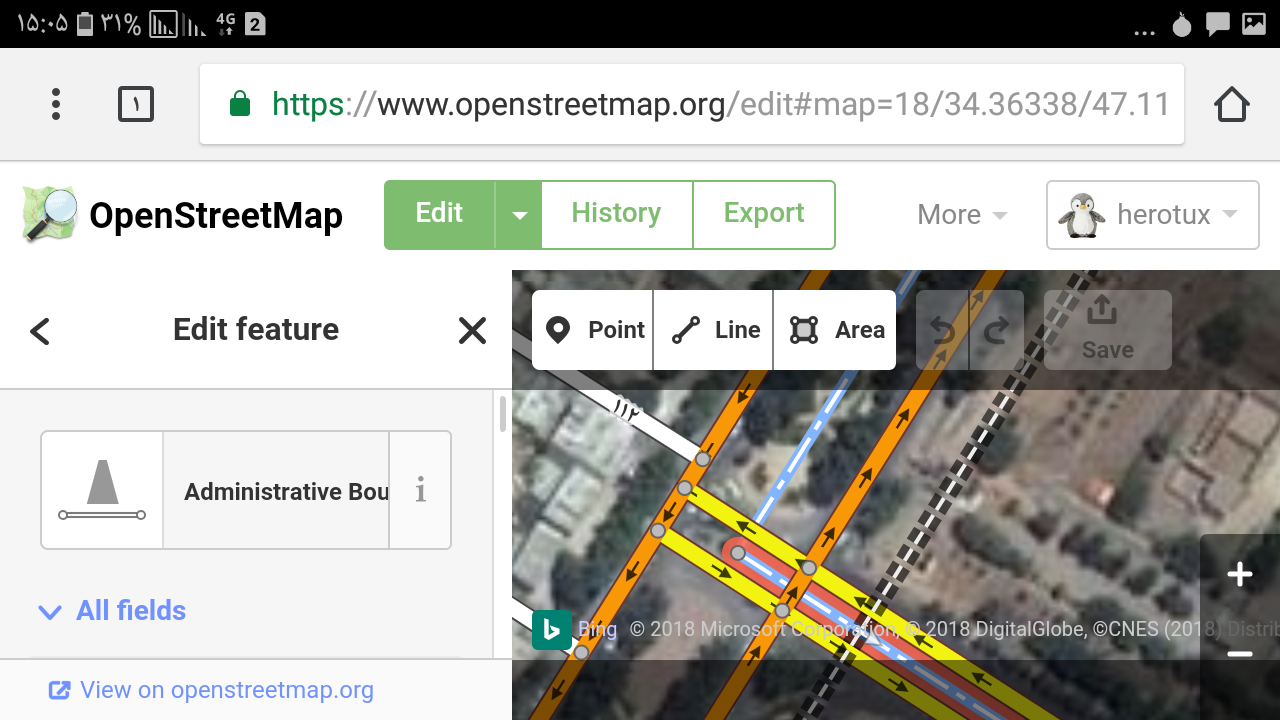 ۱۵:۰۵ ۳۱% 4G 2 ...
۱ https://www.openstreetmap.org/edit#map=18/34.36338/47.11
OpenStreetMap Edit History Export More herotux
Edit feature
Point Line Area Save
۱۱۲
Administrative Bou i
All fields
b Bing © 2018 Microsoft Corporation, © 2018 DigitalGlobe, ©CNES (2018) Distrib
View on openstreetmap.org